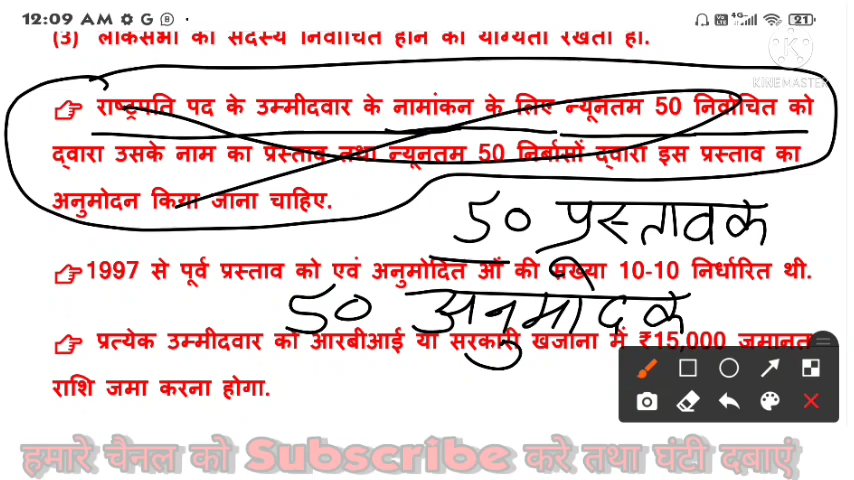 12:09 AM G
4G 21
(3) लोकसभा का सदस्य निर्वाचित होने की योग्यता रखता हो.
KINEMASTER
राष्ट्रपति पद के उम्मीदवार के नामांकन के लिए न्यूनतम 50 निर्वाचित को
द्वारा उसके नाम का प्रस्ताव तथा न्यूनतम 50 निर्बासों द्वारा इस प्रस्ताव का
अनुमोदन किया जाना चाहिए.
50 प्रस्तावक
1997 से पूर्व प्रस्ताव को एवं अनुमोदित ओं की संख्या 10-10 निर्धारित थी.
50 अनुमोदक
प्रत्येक उम्मीदवार को आरबीआई या सरकारी खजाना में ₹15,000 जमानत
राशि जमा करना होगा.
हमारे चैनल को Subscribe करे तथा घंटी दबाएं